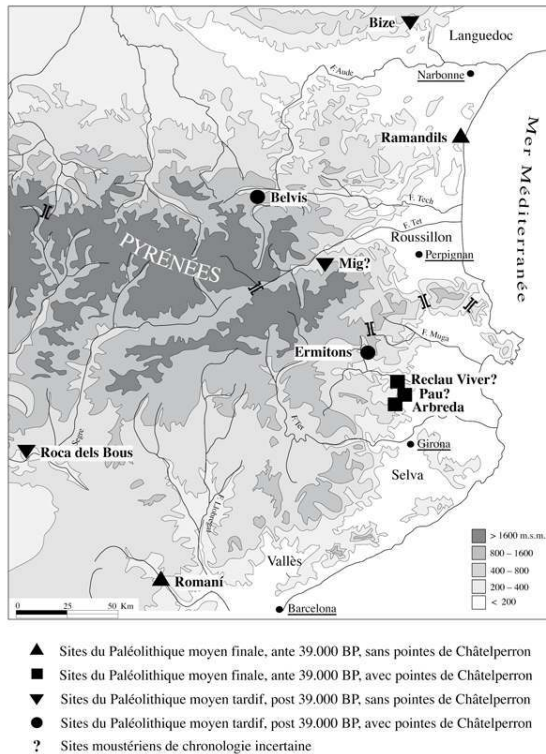 Bize
Languedoc
F. Aude
Narbonne
Ramandils
Mer Méditerranée
Belvis
F. Tech
F. Tet
Roussillon
PYRÉNÉES
Mig?
Perpignan
F. Muga
Ermitons
Reclau Viver?
Pau?
Arbreda
F. Tet
Girona
Segre
Roca dels Bous
Selva
F. Llobregat
Vallès
> 1600 m.s.m.
800 – 1600
400 – 800
200 – 400
< 200
Romaní
0 25 50 Km
Barcelona
Sites du Paléolithique moyen finale, ante 39.000 BP, sans pointes de Châtelperron
Sites du Paléolithique moyen finale, ante 39.000 BP, avec pointes de Châtelperron
Sites du Paléolithique moyen tardif, post 39.000 BP, sans pointes de Châtelperron
Sites du Paléolithique moyen tardif, post 39.000 BP, avec pointes de Châtelperron
? Sites moustériens de chronologie incertaine